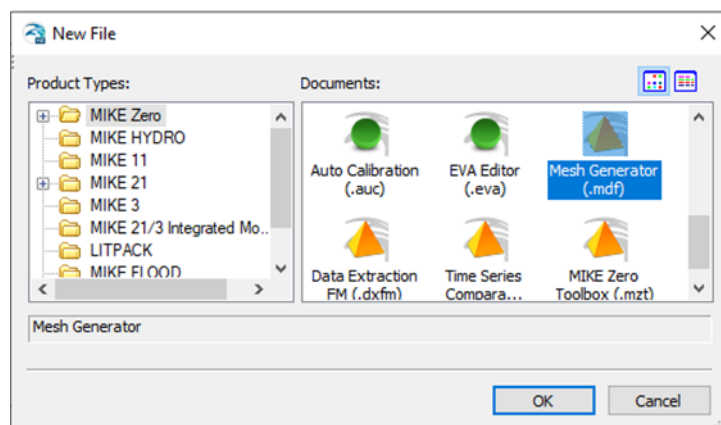 New File
Product Types:
MIKE Zero
MIKE HYDRO
MIKE 11
MIKE 21
MIKE 3
MIKE 21/3 Integrated Mo..
LITPACK
MIKE FLOOD
Documents:
Auto Calibration
(.auc)
EVA Editor
(.eva)
Mesh Generator
(.mdf)
Data Extraction
FM (.dxfm)
Time Series
Compara...
MIKE Zero
Toolbox (.mzt)
Mesh Generator
OK
Cancel